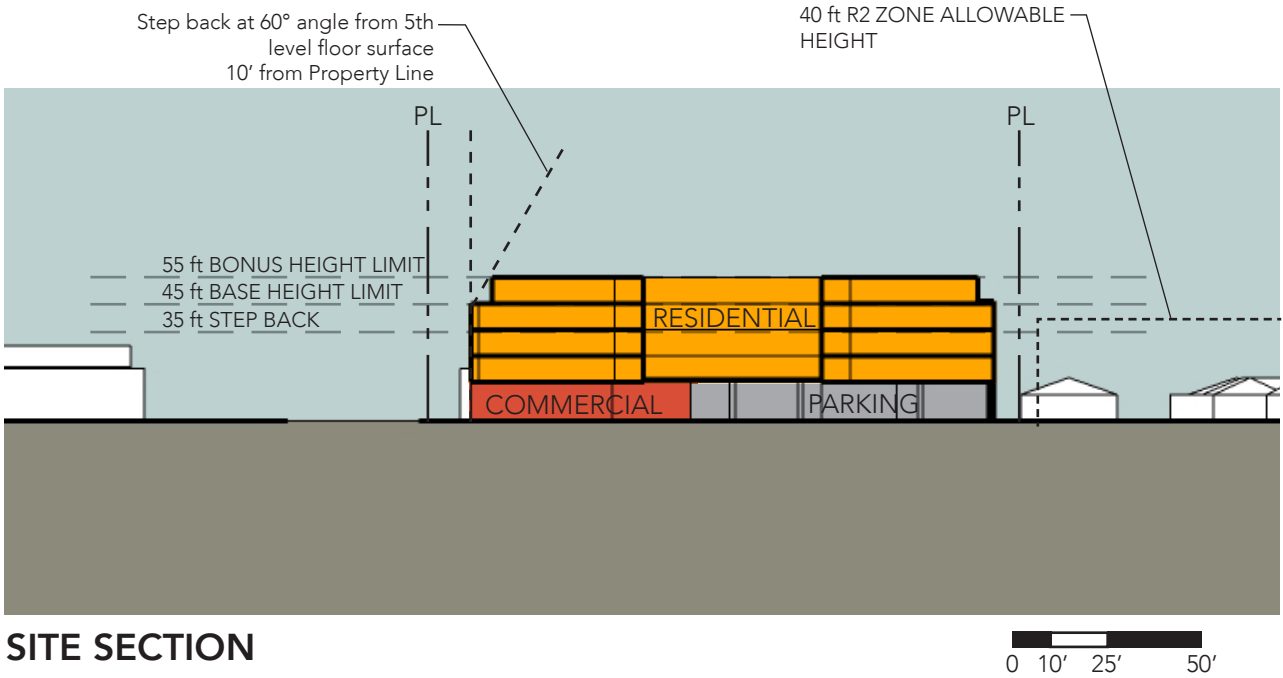 Step back at 60° angle from 5th
level floor surface
10’ from Property Line
40 ft R2 ZONE ALLOWABLE
HEIGHT
PL
PL
55 ft BONUS HEIGHT LIMIT
45 ft BASE HEIGHT LIMIT
35 ft STEP BACK
RESIDENTIAL
COMMERCIAL
PARKING
SITE SECTION
0 10’ 25’ 50’